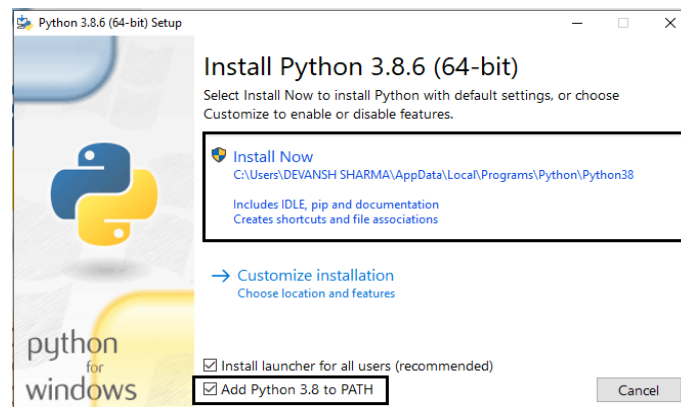 Python 3.8.6 (64-bit) Setup
Install Python 3.8.6 (64-bit)
Select Install Now to install Python with default settings, or choose
Customize to enable or disable features.
Install Now
C:\Users\DEVANSH SHARMA\AppData\Local\Programs\Python\Python38
Includes IDLE, pip and documentation
Creates shortcuts and file associations
Customize installation
Choose location and features
python
for
windows
Install launcher for all users (recommended)
Add Python 3.8 to PATH
Cancel